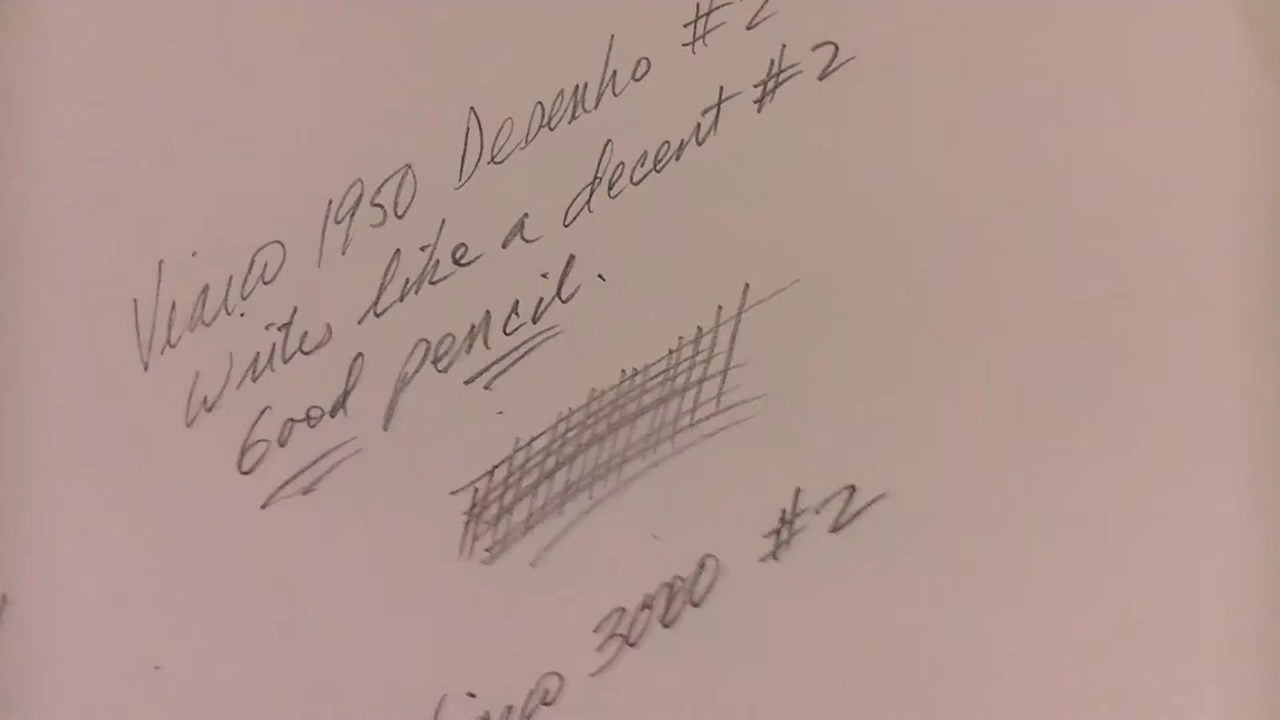 Viarco 1950 Desenho #2
Writes like a decent #2
Good pencil.
3000 #2